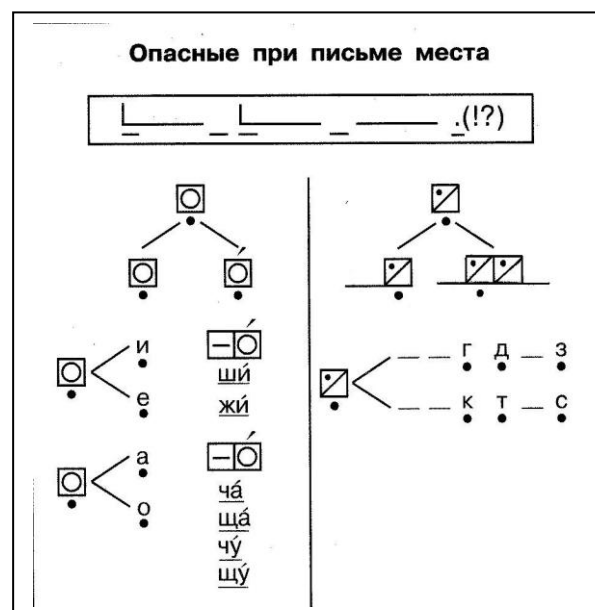 Опасные при письме места
.(!?)
и
е
ши́
жи́
а
о
ча́
ща́
чу́
щу́
г д з
к т с